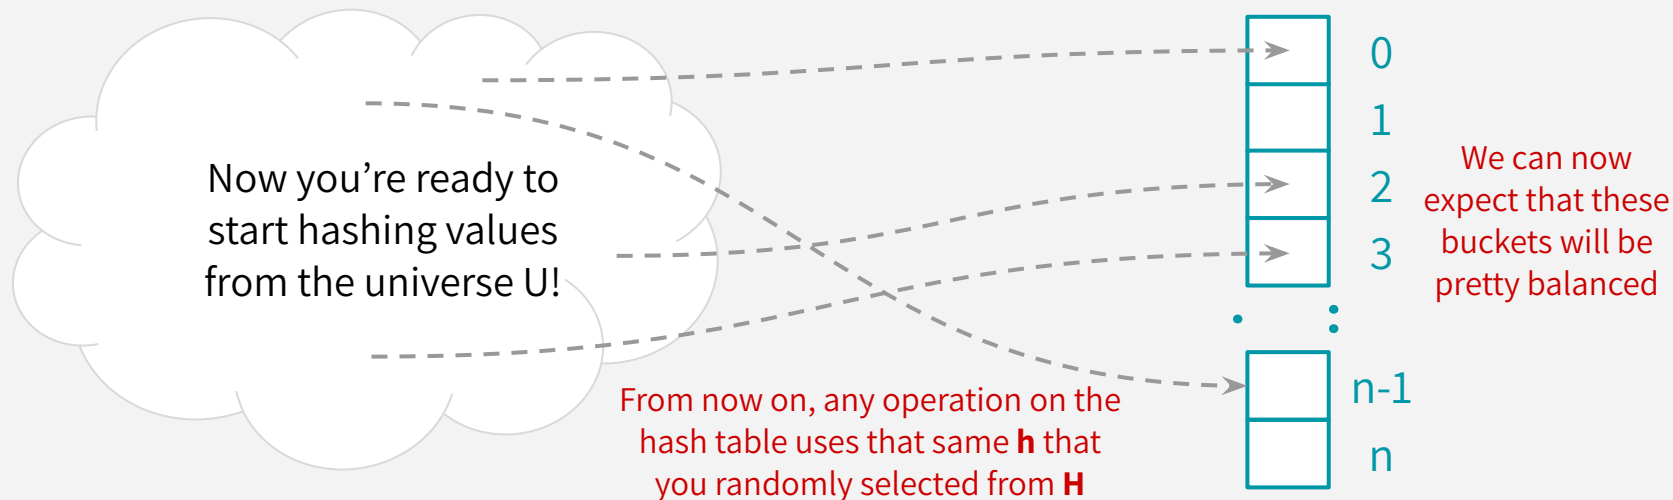 Now you’re ready to
start hashing values
from the universe U!
0
1
2
3
n-1
n
We can now
expect that these
buckets will be
pretty balanced
From now on, any operation on the
hash table uses that same h that
you randomly selected from H